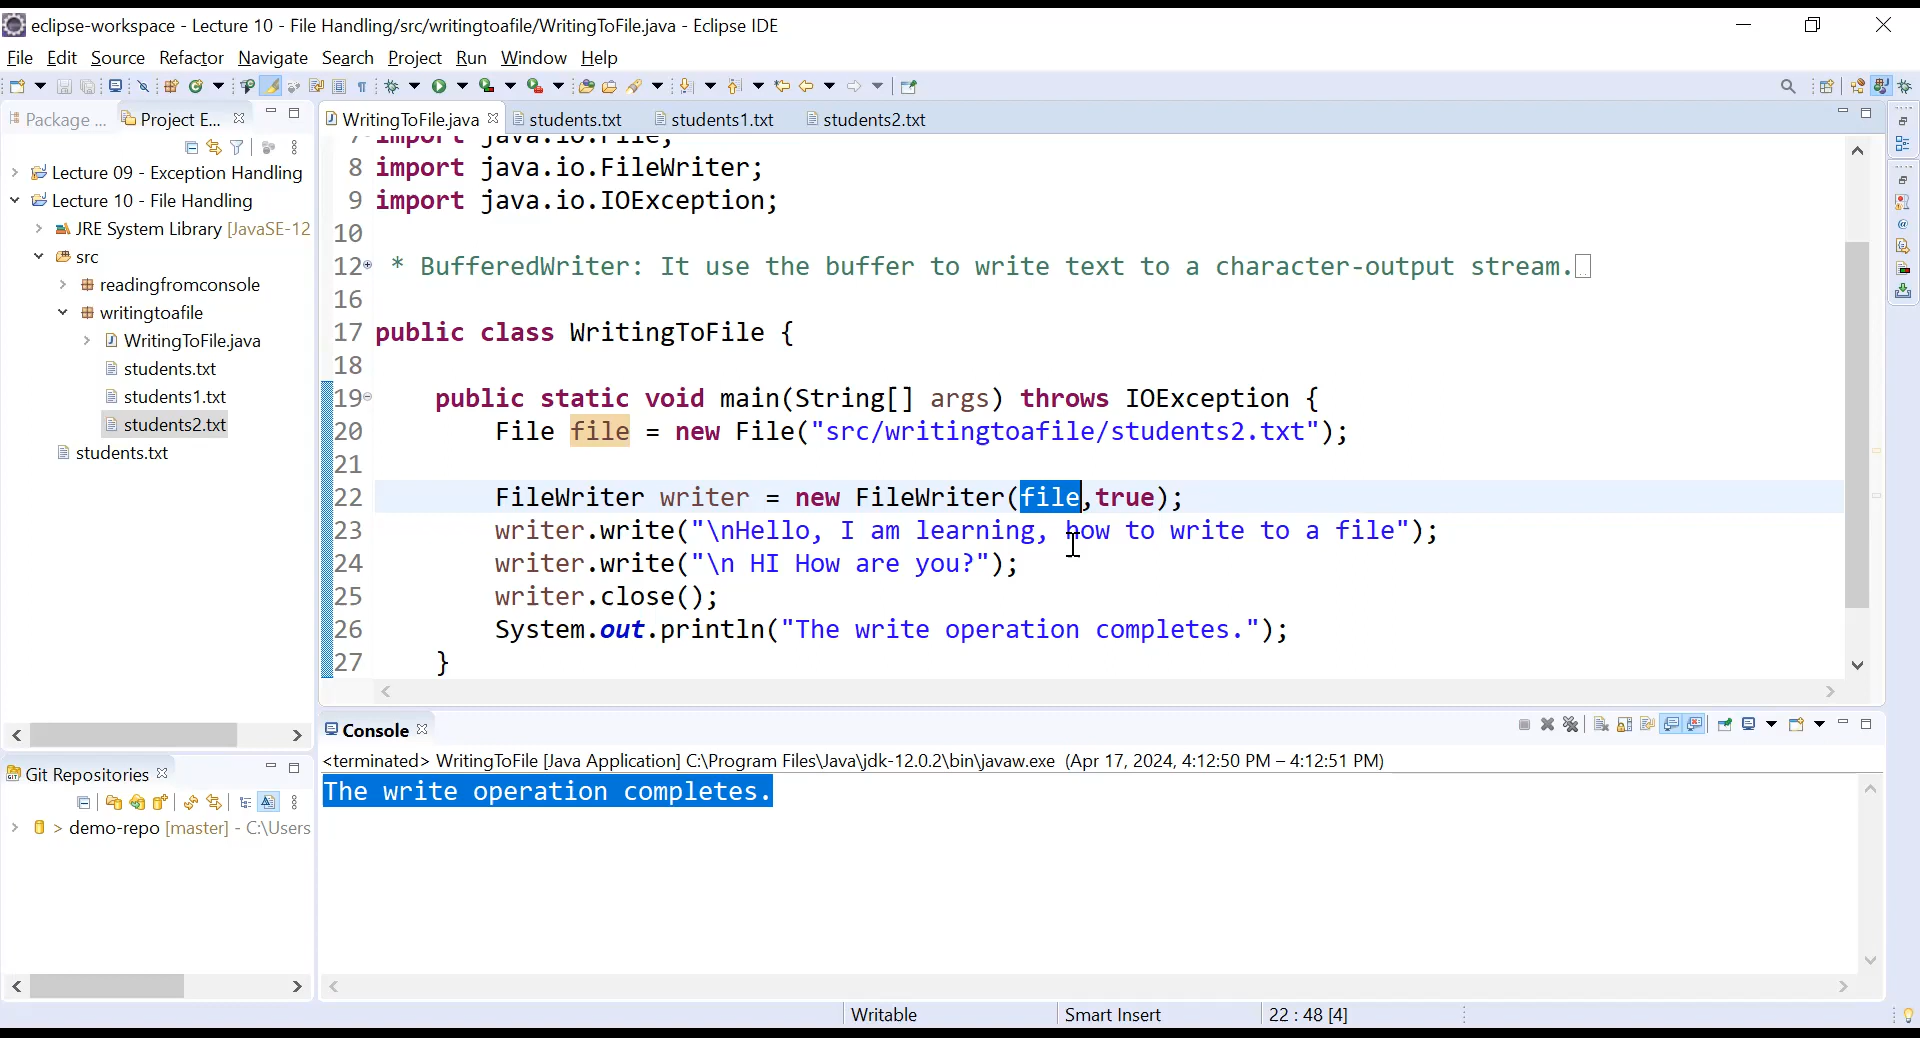 eclipse-workspace - Lecture 10 - File Handling/src/writingtoafile/WritingToFile.java - Eclipse IDE
File Edit Source Refactor Navigate Search Project Run Window Help
Package ... Project E...
WritingToFile.java students.txt students1.txt students2.txt
Lecture 09 - Exception Handling
Lecture 10 - File Handling
JRE System Library [JavaSE-12
src
readingfromconsole
writingtoafile
WritingToFile.java
students.txt
students1.txt
students2.txt
students.txt
7 import java.io.File;
8 import java.io.FileWriter;
9 import java.io.IOException;
10
12 * BufferedWriter: It use the buffer to write text to a character-output stream.
16
17 public class WritingToFile {
18
19 public static void main(String[] args) throws IOException {
20 File file = new File("src/writingtoafile/students2.txt");
21
22 FileWriter writer = new FileWriter(file,true);
23 writer.write("\nHello, I am learning, how to write to a file");
24 writer.write("\n HI How are you?");
25 writer.close();
26 System.out.println("The write operation completes.");
27 }
Git Repositories
demo-repo [master] - C:\Users
Console
<terminated> WritingToFile [Java Application] C:\Program Files\Java\jdk-12.0.2\bin\javaw.exe (Apr 17, 2024, 4:12:50 PM – 4:12:51 PM)
The write operation completes.
Writable Smart Insert 22 : 48 [4]